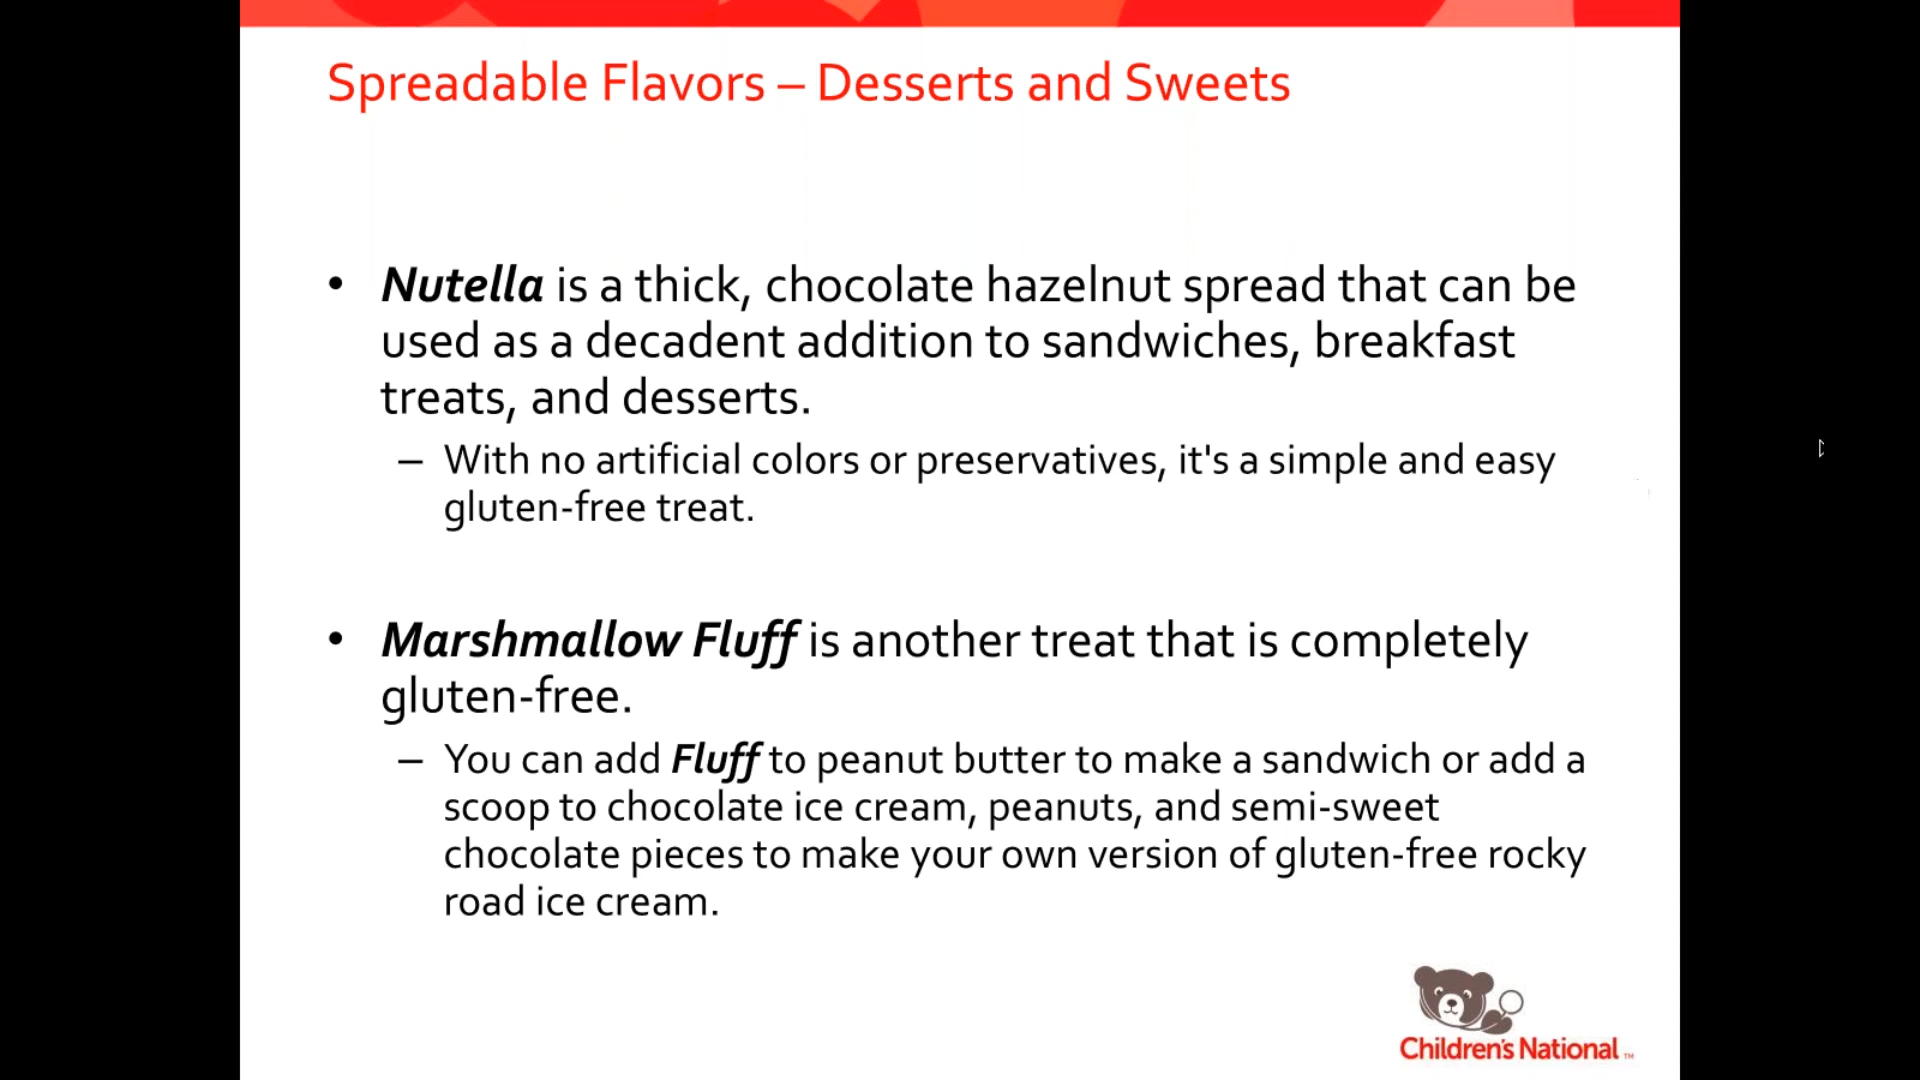 Spreadable Flavors – Desserts and Sweets
• Nutella is a thick, chocolate hazelnut spread that can be
used as a decadent addition to sandwiches, breakfast
treats, and desserts.
– With no artificial colors or preservatives, it's a simple and easy
gluten-free treat.
• Marshmallow Fluff is another treat that is completely
gluten-free.
– You can add Fluff to peanut butter to make a sandwich or add a
scoop to chocolate ice cream, peanuts, and semi-sweet
chocolate pieces to make your own version of gluten-free rocky
road ice cream.
Children's National ™